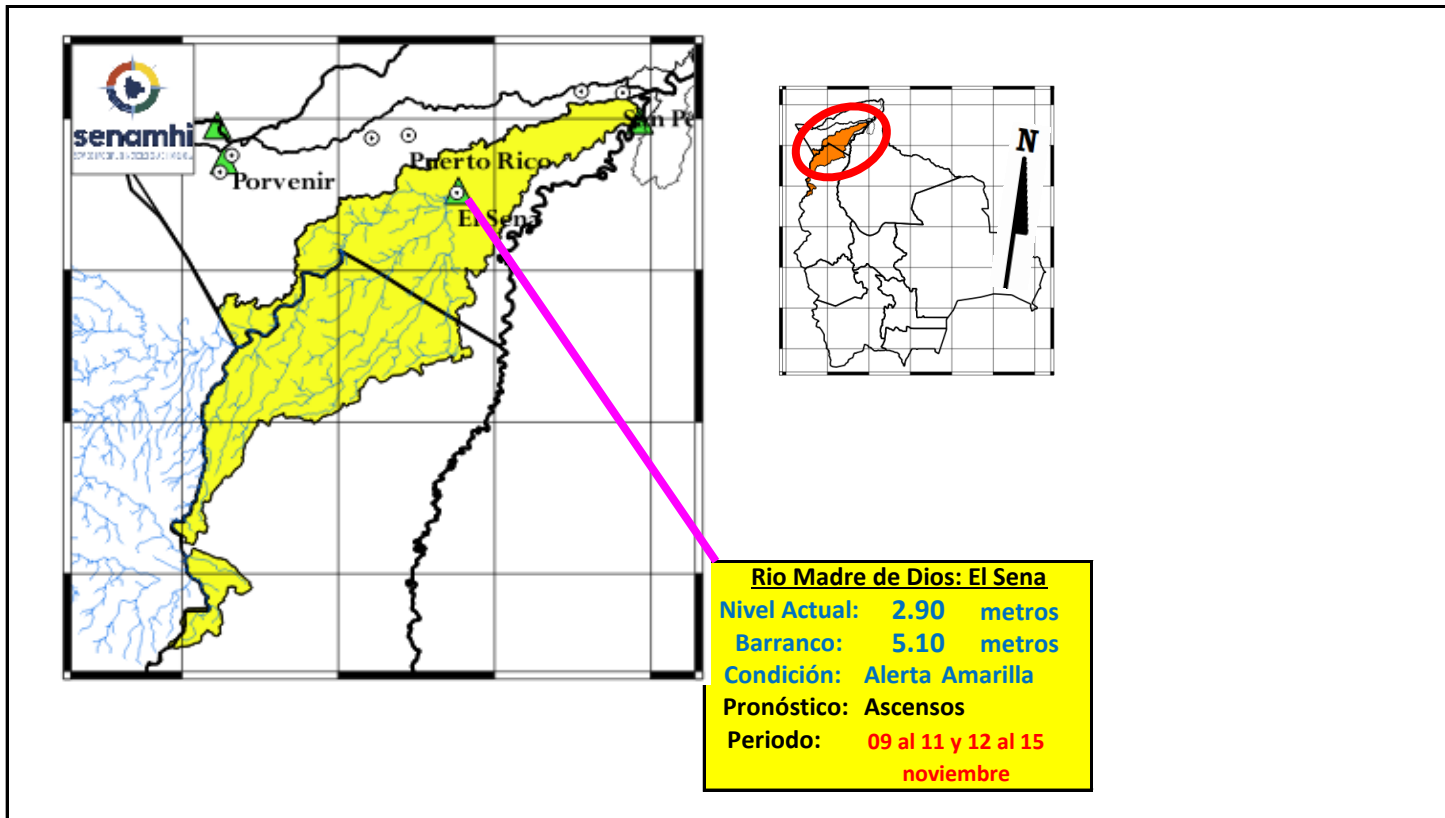 senamhi
Puerto Rico
Porvenir
El Sena
N
Rio Madre de Dios: El Sena
Nivel Actual: 2.90 metros
Barranco: 5.10 metros
Condición: Alerta Amarilla
Pronóstico: Ascensos
Periodo: 09 al 11 y 12 al 15
noviembre